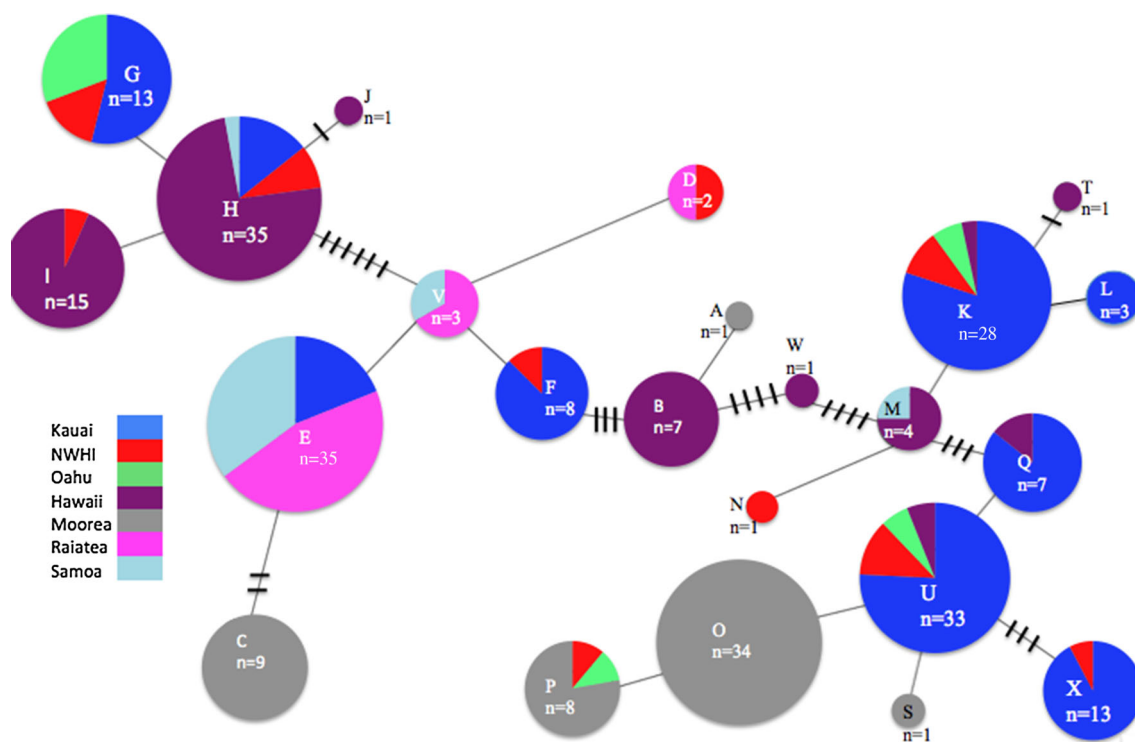 G
n=13
J
n=1
H
n=35
I
n=15
D
n=2
V
n=3
T
n=1
K
n=28
L
n=3
A
n=1
W
n=1
F
n=8
B
n=7
M
n=4
E
n=35
Q
n=7
N
n=1
Kauai
NWHI
Oahu
Hawaii
Moorea
Raiatea
Samoa
U
n=33
C
n=9
O
n=34
P
n=8
S
n=1
X
n=13